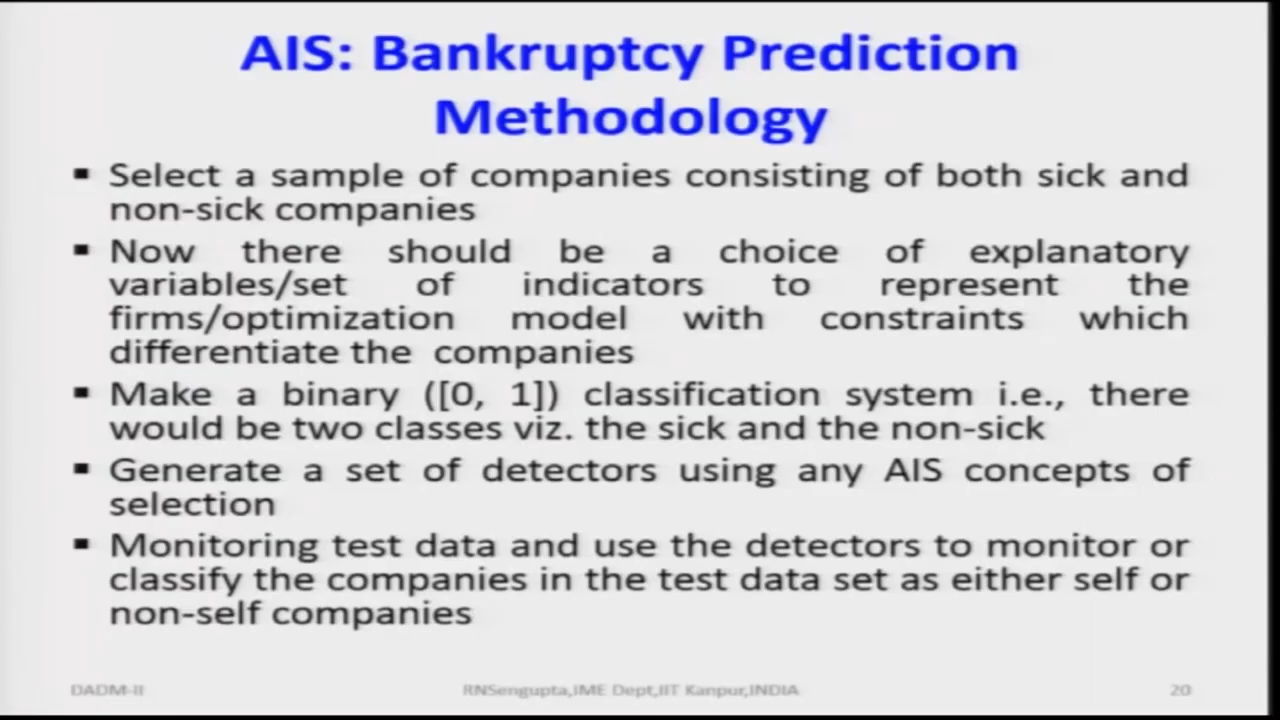 AIS: Bankruptcy Prediction
Methodology
▪ Select a sample of companies consisting of both sick and
non-sick companies
▪ Now there should be a choice of explanatory
variables/set of indicators to represent the
firms/optimization model with constraints which
differentiate the companies
▪ Make a binary ([0, 1]) classification system i.e., there
would be two classes viz. the sick and the non-sick
▪ Generate a set of detectors using any AIS concepts of
selection
▪ Monitoring test data and use the detectors to monitor or
classify the companies in the test data set as either self or
non-self companies
DADM-II RNSengupta,IME Dept,IIT Kanpur,INDIA 20